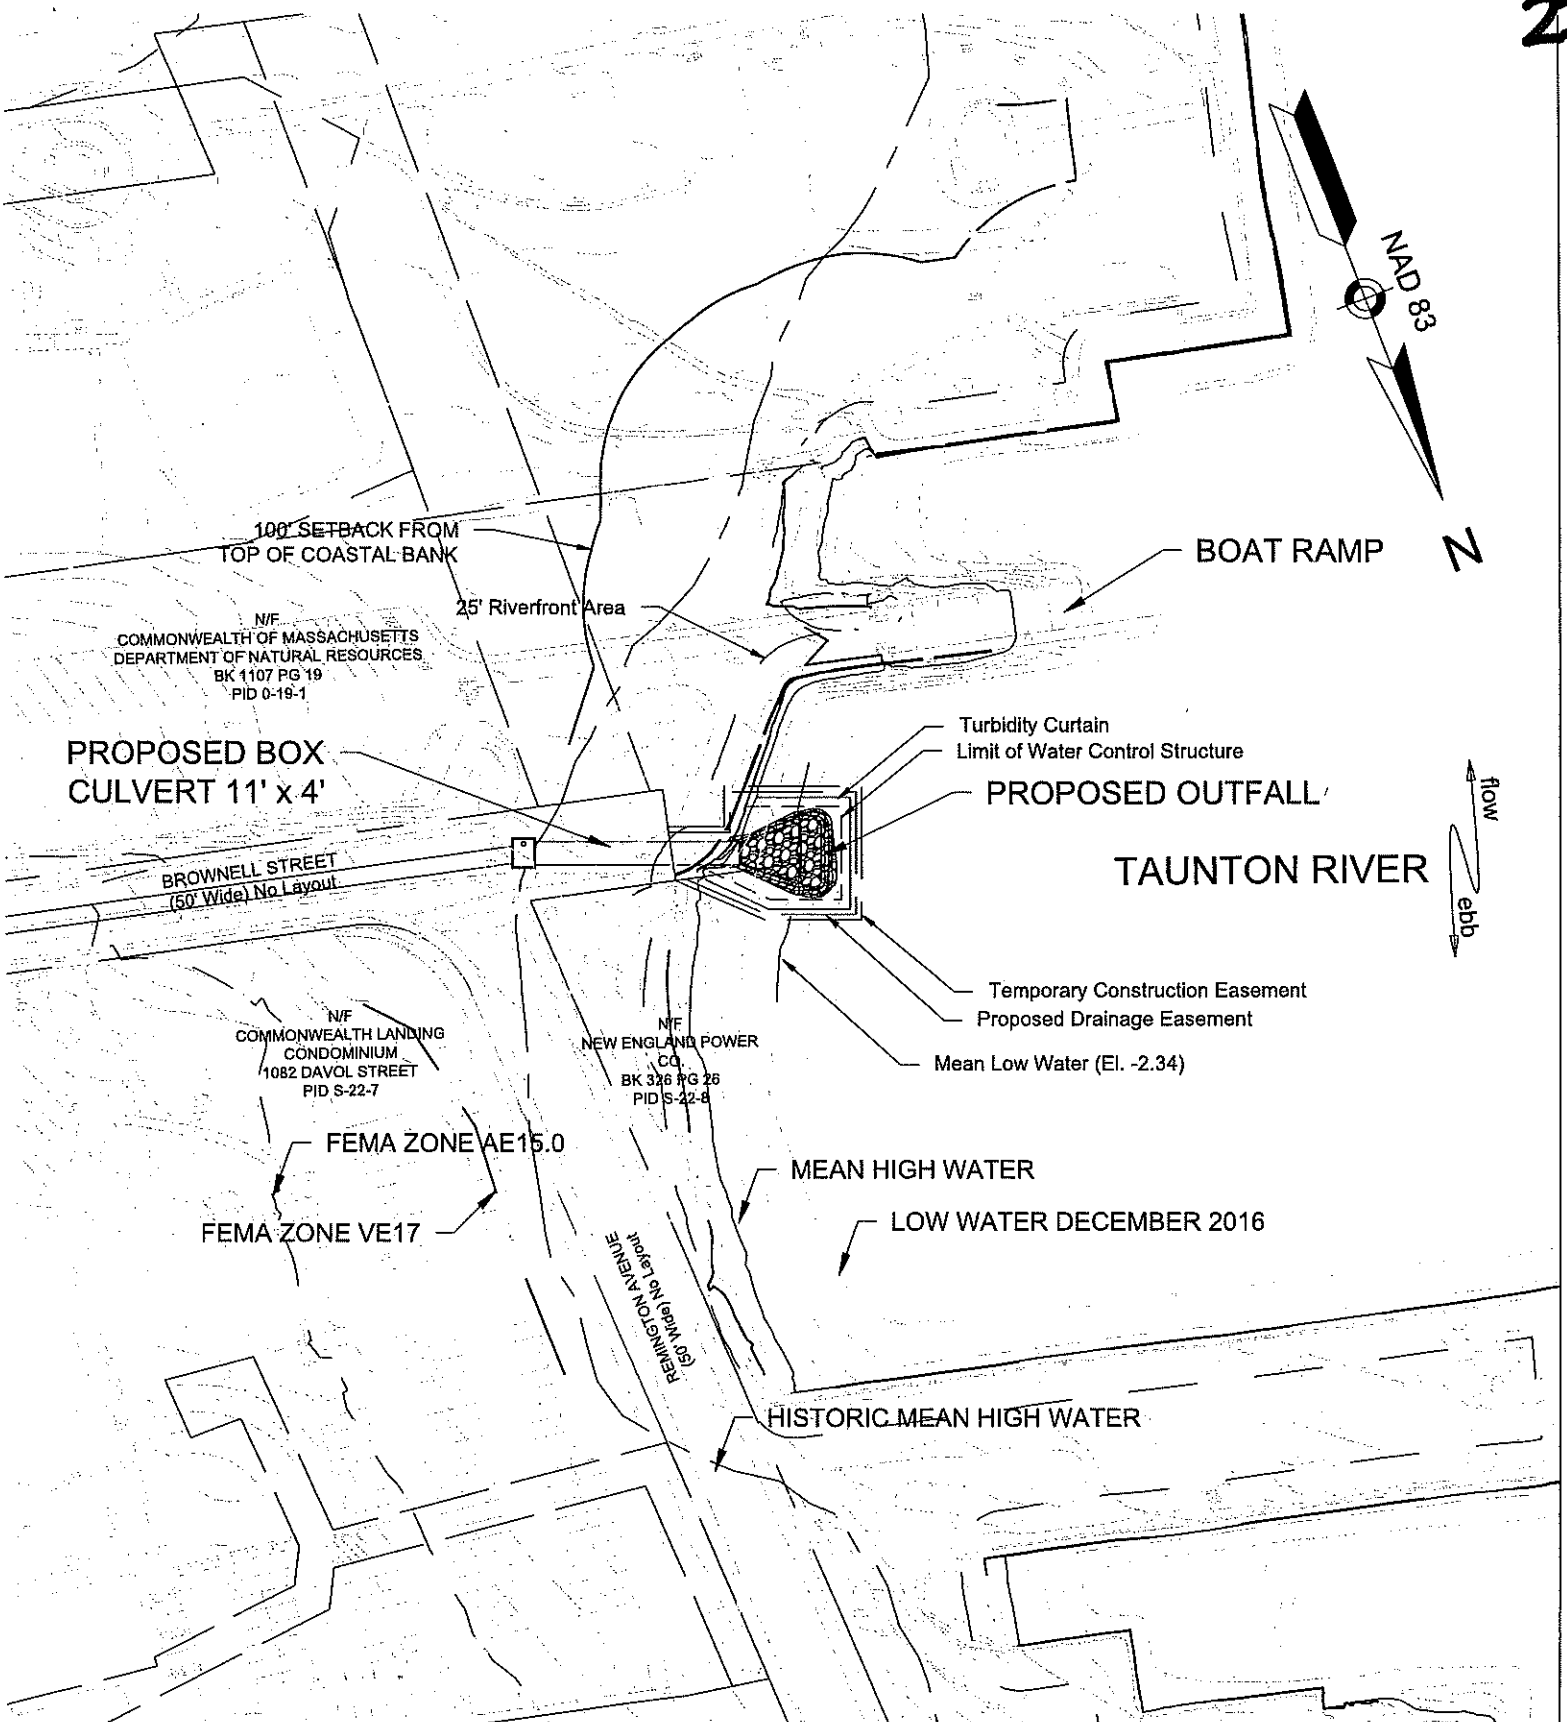 2
NAD 83
N
100' SETBACK FROM
TOP OF COASTAL BANK
BOAT RAMP
25' Riverfront Area
N/F
COMMONWEALTH OF MASSACHUSETTS
DEPARTMENT OF NATURAL RESOURCES
BK 1107 PG 19
PID 0-19-1
PROPOSED BOX
CULVERT 11' x 4'
Turbidity Curtain
Limit of Water Control Structure
PROPOSED OUTFALL
flow
TAUNTON RIVER
ebb
BROWNELL STREET
(50' Wide) No Layout
Temporary Construction Easement
Proposed Drainage Easement
Mean Low Water (El. -2.34)
N/F
COMMONWEALTH LANDING
CONDOMINIUM
1082 DAVOL STREET
PID S-22-7
N/F
NEW ENGLAND POWER
CO.
BK 326 PG 26
PID S-22-8
FEMA ZONE AE15.0
FEMA ZONE VE17
MEAN HIGH WATER
LOW WATER DECEMBER 2016
REMINGTON AVENUE
(50' Wide) No Layout
HISTORIC MEAN HIGH WATER